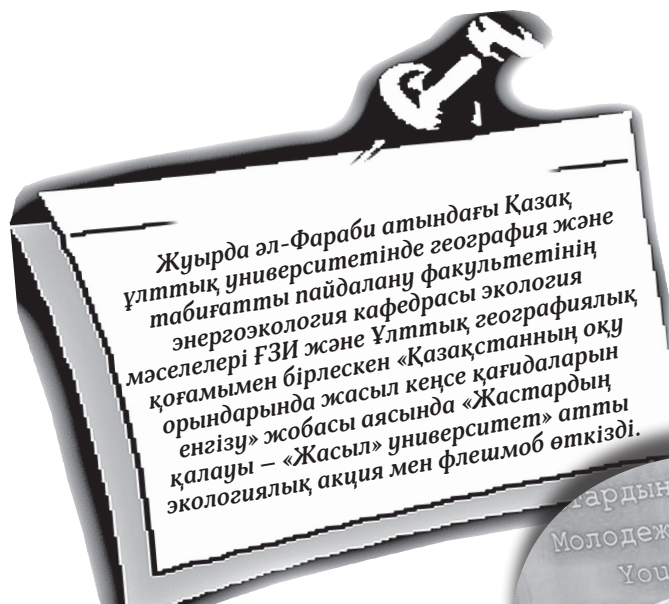 Жуырда әл-Фараби атындағы Қазақ
ұлттық университетінде география және
табиғатты пайдалану факультетінің
энергоэкология кафедрасы экология
мәселелері ҒЗИ және Ұлттық географиялық
қоғамымен бірлескен «Қазақстанның оқу
орындарында жасыл кеңсе қағидаларын
енгізу» жобасы аясында «Жастардың
қалауы – «Жасыл» университет» атты
экологиялық акция мен флешмоб өткізді.